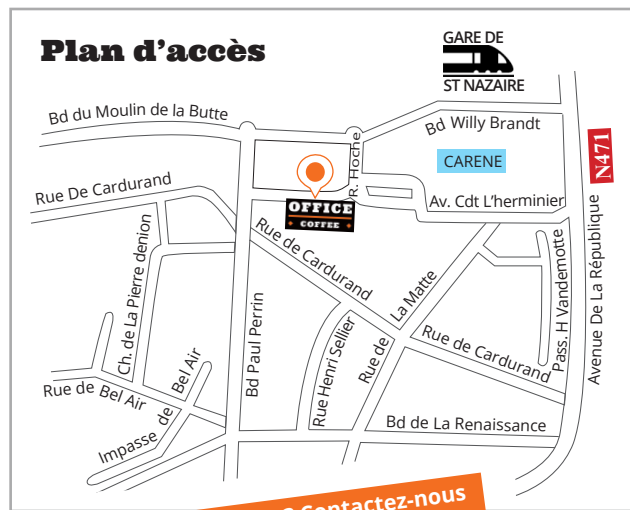 Plan d'accès
GARE DE
ST NAZAIRE
Bd du Moulin de la Butte
Bd Willy Brandt
N471
R. Hoche
CARENE
Rue De Cardurand
OFFICE
COFFEE
Av. Cdt L'herminier
Avenue De La République
Rue de Cardurand
Ch. de La Pierre denion
Pass. H Vandemotte
La Matte
Rue de
Bd Paul Perrin
Rue Henri Sellier
Rue de Cardurand
Rue de Bel Air
Impasse de Bel Air
Bd de La Renaissance
? Contactez-nous